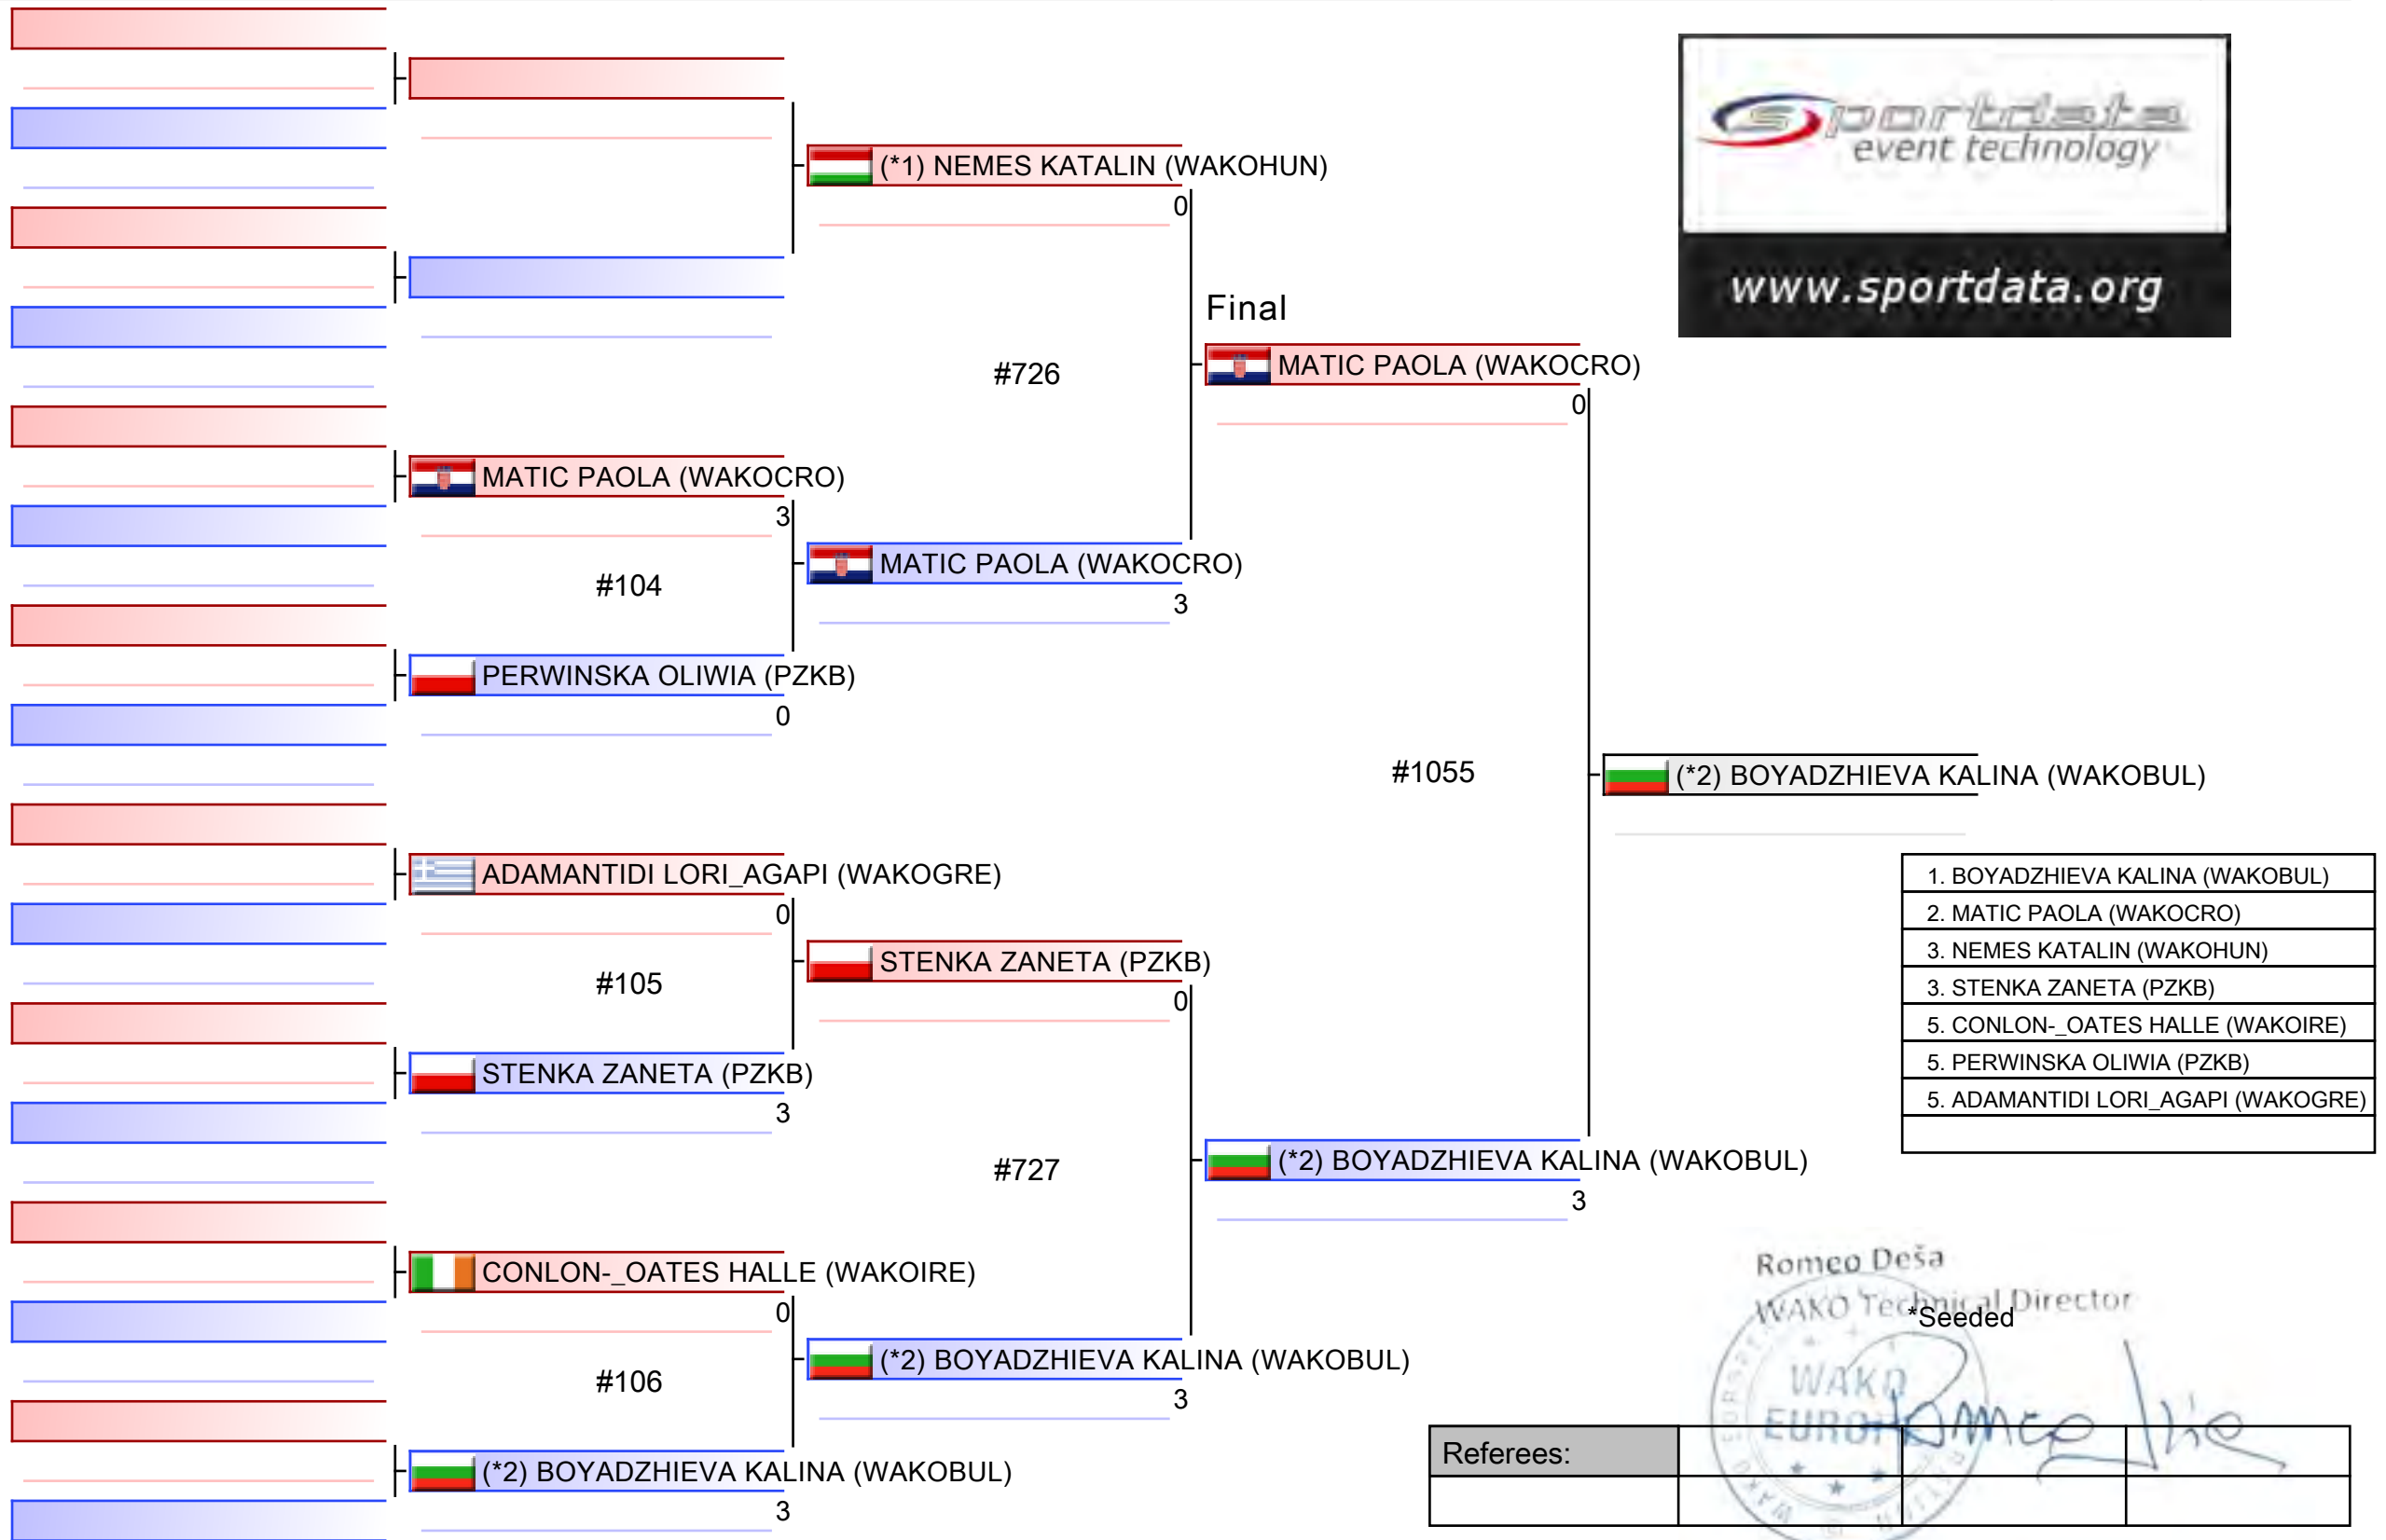 sportdata
event technology
www.sportdata.org
(*1) NEMES KATALIN (WAKOHUN)
0
Final
#726
MATIC PAOLA (WAKOCRO)
0
MATIC PAOLA (WAKOCRO)
3
#104
MATIC PAOLA (WAKOCRO)
3
PERWINSKA OLIWIA (PZKB)
0
#1055
(*2) BOYADZHIEVA KALINA (WAKOBUL)
ADAMANTIDI LORI_AGAPI (WAKOGRE)
0
#105
STENKA ZANETA (PZKB)
0
STENKA ZANETA (PZKB)
3
#727
(*2) BOYADZHIEVA KALINA (WAKOBUL)
3
CONLON-_OATES HALLE (WAKOIRE)
0
#106
(*2) BOYADZHIEVA KALINA (WAKOBUL)
3
(*2) BOYADZHIEVA KALINA (WAKOBUL)
3
1. BOYADZHIEVA KALINA (WAKOBUL)
2. MATIC PAOLA (WAKOCRO)
3. NEMES KATALIN (WAKOHUN)
3. STENKA ZANETA (PZKB)
5. CONLON-_OATES HALLE (WAKOIRE)
5. PERWINSKA OLIWIA (PZKB)
5. ADAMANTIDI LORI_AGAPI (WAKOGRE)
Romeo Deša
WAKO Technical Director
*Seeded
WAKO
EUROPE
Referees: